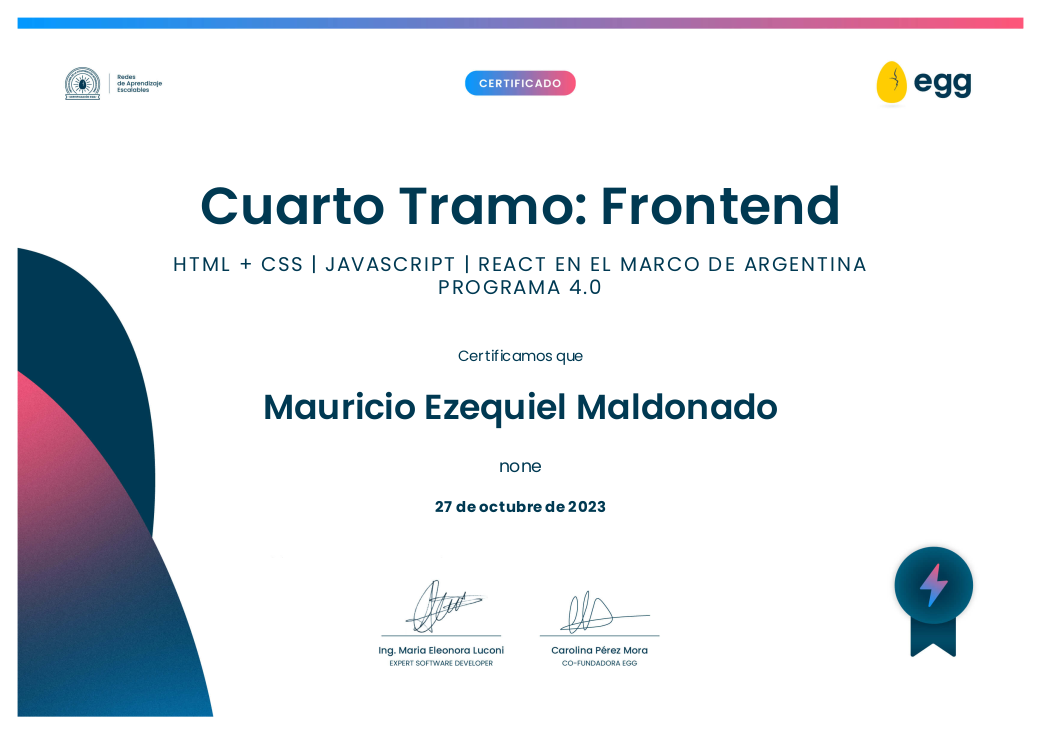 Redes
de Aprendizaje
Escalables
CERTIFICADO
egg
Cuarto Tramo: Frontend
HTML + CSS | JAVASCRIPT | REACT EN EL MARCO DE ARGENTINA
PROGRAMA 4.0
Certificamos que
Mauricio Ezequiel Maldonado
none
27 de octubre de 2023
Ing. Maria Eleonora Luconi
EXPERT SOFTWARE DEVELOPER
Carolina Pérez Mora
CO-FUNDADORA EGG